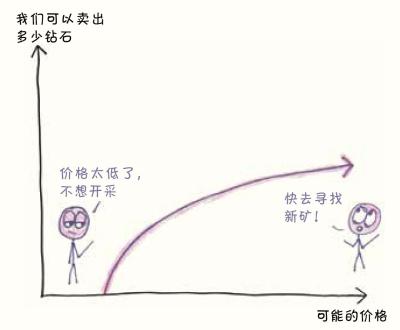 我们可以卖出
多少钻石
价格太低了，
不想开采
快去寻找
新矿！
可能的价格